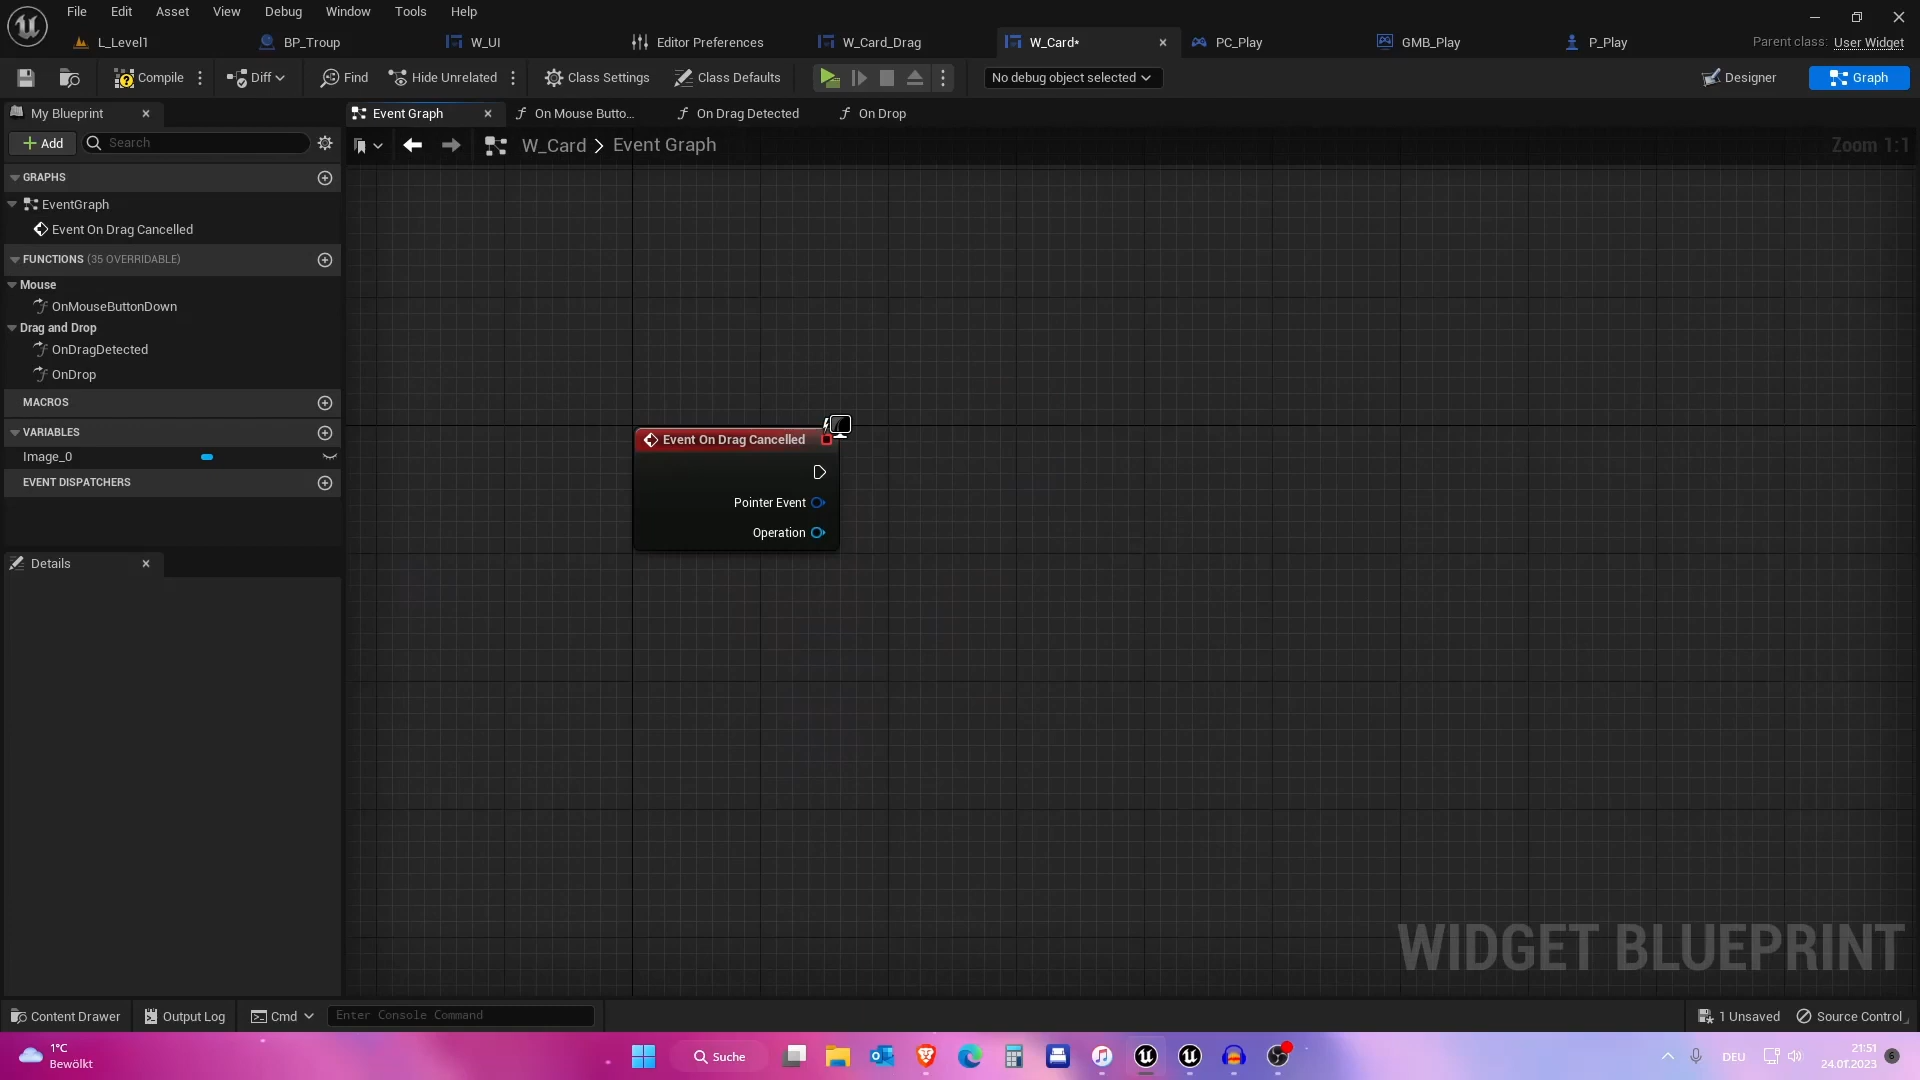 File Edit Asset View Debug Window Tools Help
L_Level1 BP_Troup W_UI Editor Preferences W_Card_Drag W_Card* PC_Play GMB_Play P_Play Parent class: User Widget
Compile Diff Find Hide Unrelated Class Settings Class Defaults No debug object selected Designer Graph
My Blueprint Event Graph On Mouse Butto... On Drag Detected On Drop
Add Search W_Card > Event Graph Zoom 1:1
GRAPHS
EventGraph
Event On Drag Cancelled
FUNCTIONS (35 OVERRIDABLE)
Mouse
OnMouseButtonDown
Drag and Drop
OnDragDetected
OnDrop
MACROS
VARIABLES
Image_0
EVENT DISPATCHERS
Event On Drag Cancelled
Pointer Event
Operation
Details
WIDGET BLUEPRINT
Content Drawer Output Log Cmd Enter Console Command 1 Unsaved Source Control
1°C
Bewölkt
Suche
DEU
21:51
24.01.2023
6